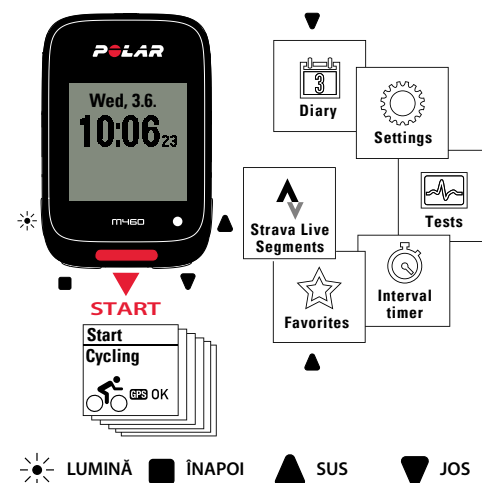 POLAR
Wed, 3.6.
10:06 23
M460
START
Start
Cycling
GPS OK
3
Diary
Settings
Tests
Strava Live
Segments
Interval
timer
Favorites
LUMINĂ ÎNAPOI SUS JOS